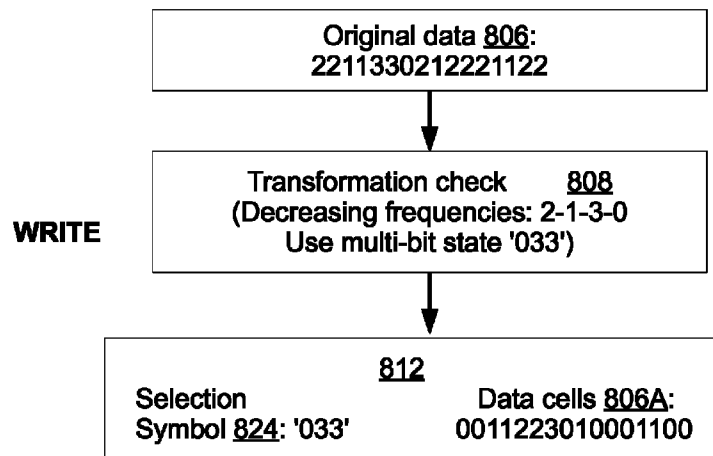 Original data 806:
2211330212221122
Transformation check 808
(Decreasing frequencies: 2-1-3-0
Use multi-bit state '033')
WRITE
812
Selection
Symbol 824: '033'
Data cells 806A:
0011223010001100